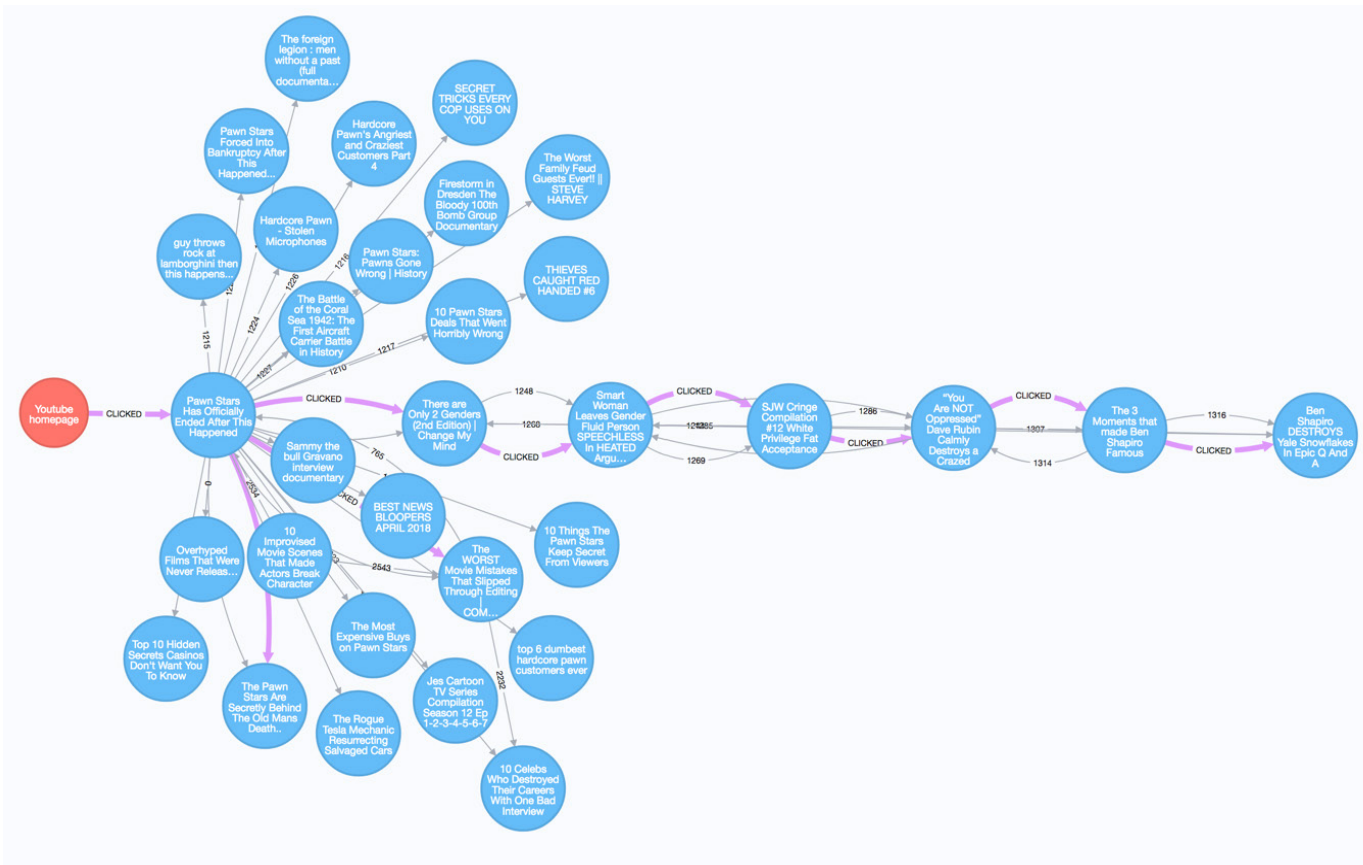 The foreign
legion : men
without a past
(full
documenta...
SECRET
TRICKS EVERY
COP USES ON
YOU
Pawn Stars
Forced Into
Bankruptcy After
This
Happened...
Hardcore
Pawn's Angriest
and Craziest
Customers Part
4
The Worst
Family Feud
Guests Ever!! ||
STEVE
HARVEY
Firestorm in
Dresden The
Bloody 100th
Bomb Group
Documentary
Hardcore Pawn
- Stolen
Microphones
guy throws
rock at
lamborghini then
this happens...
Pawn Stars:
Pawns Gone
Wrong | History
THIEVES
CAUGHT RED
HANDED #6
The Battle
of the Coral
Sea 1942: The
First Aircraft
Carrier Battle
in History
10 Pawn Stars
Deals That Went
Horribly Wrong
1215
1224
1226
1216
1227
1210
1217
Youtube
homepage
CLICKED
Pawn Stars
Has Officially
Ended After This
Happened
CLICKED
There are
Only 2 Genders
(2nd Edition) |
Change My
Mind
1248
1268
CLICKED
Smart
Woman
Leaves Gender
Fluid Person
SPEECHLESS
In HEATED
Argu...
CLICKED
1269
SJW Cringe
Compilation
#12 White
Privilege Fat
Acceptance
1286
CLICKED
"You
Are NOT
Oppressed"
Dave Rubin
Calmly
Destroys a
Crazed
CLICKED
1307
1314
The 3
Moments that
made Ben
Shapiro
Famous
1316
CLICKED
Ben
Shapiro
DESTROYS
Yale Snowflakes
In Epic Q And
A
Sammy the
bull Gravano
interview
documentary
765
CKED
BEST NEWS
BLOOPERS
APRIL 2018
10 Things The
Pawn Stars
Keep Secret
From Viewers
0
2534
Overhyped
Films That Were
Never Releas...
10
Improvised
Movie Scenes
That Made
Actors Break
Character
2543
The
WORST
Movie Mistakes
That Slipped
Through Editing
|
COM...
The Most
Expensive Buys
on Pawn Stars
top 6 dumbest
hardcore pawn
customers ever
Top 10 Hidden
Secrets Casinos
Don't Want You
To Know
The Pawn
Stars Are
Secretly Behind
The Old Mans
Death..
The Rogue
Tesla Mechanic
Resurrecting
Salvaged Cars
Jes Cartoon
TV Series
Compilation
Season 12 Ep
1-2-3-4-5-6-7
2232
10 Celebs
Who Destroyed
Their Careers
With One Bad
Interview